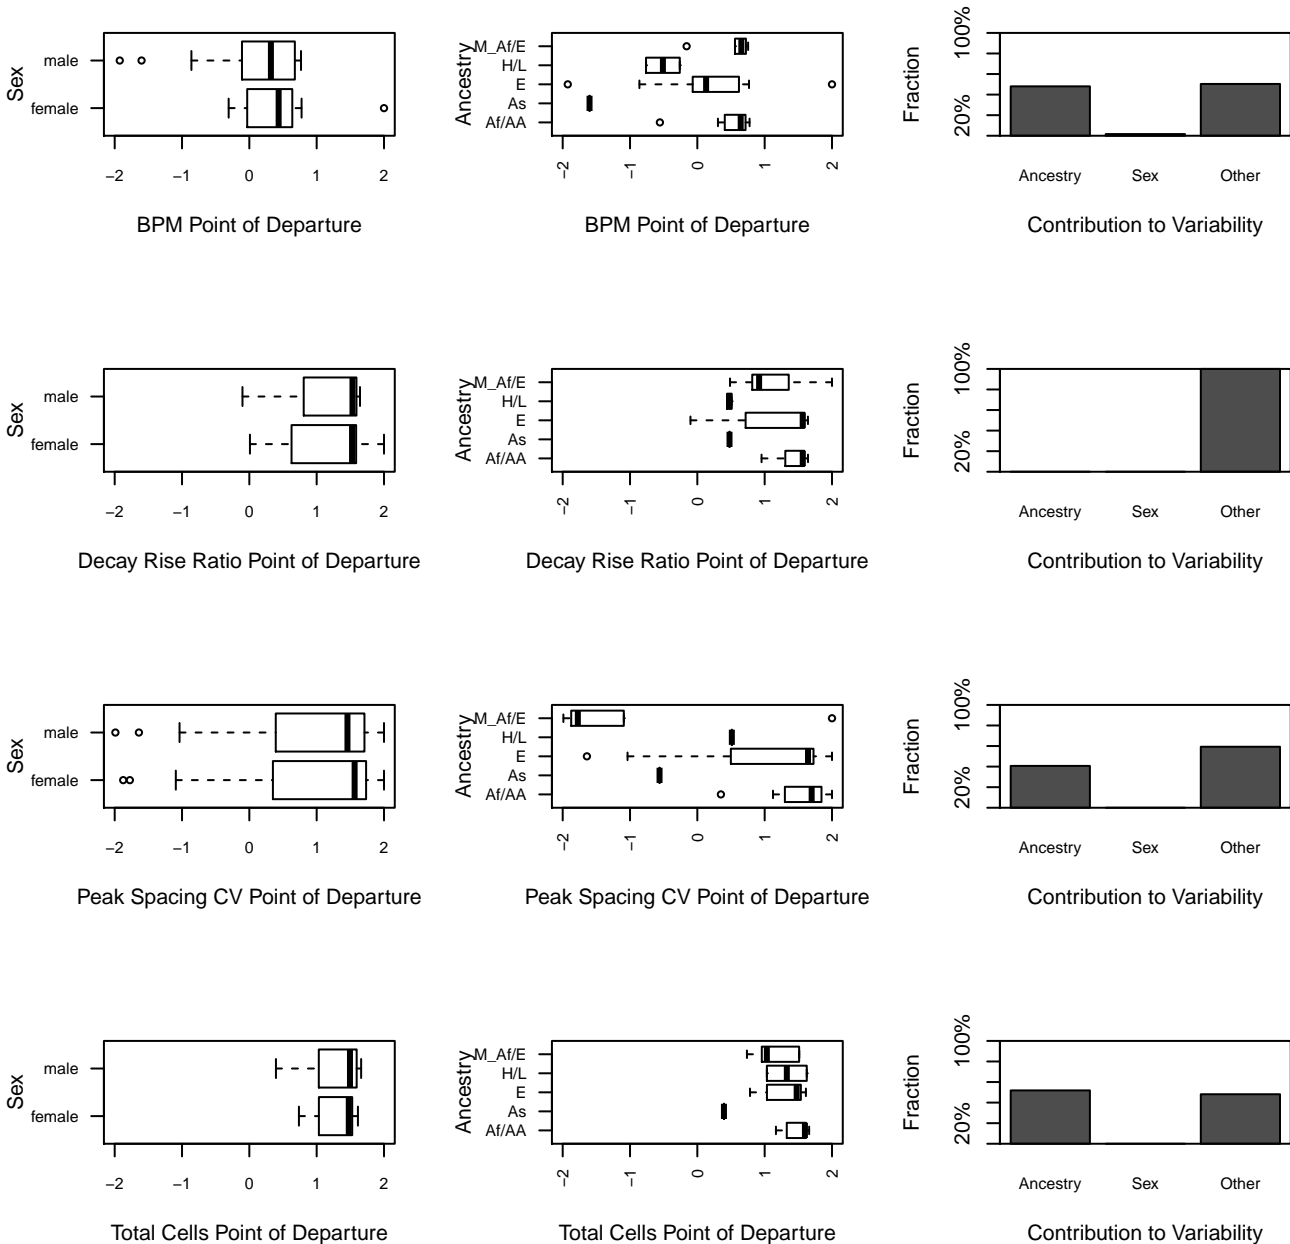 Sex
male
female
−2 −1 0 1 2
BPM Point of Departure
Ancestry
M_Af/E
H/L
E
As
Af/AA
−2 −1 0 1 2
BPM Point of Departure
Fraction
20% 100%
Ancestry Sex Other
Contribution to Variability
Sex
male
female
−2 −1 0 1 2
Decay Rise Ratio Point of Departure
Ancestry
M_Af/E
H/L
E
As
Af/AA
−2 −1 0 1 2
Decay Rise Ratio Point of Departure
Fraction
20% 100%
Ancestry Sex Other
Contribution to Variability
Sex
male
female
−2 −1 0 1 2
Peak Spacing CV Point of Departure
Ancestry
M_Af/E
H/L
E
As
Af/AA
−2 −1 0 1 2
Peak Spacing CV Point of Departure
Fraction
20% 100%
Ancestry Sex Other
Contribution to Variability
Sex
male
female
−2 −1 0 1 2
Total Cells Point of Departure
Ancestry
M_Af/E
H/L
E
As
Af/AA
−2 −1 0 1 2
Total Cells Point of Departure
Fraction
20% 100%
Ancestry Sex Other
Contribution to Variability